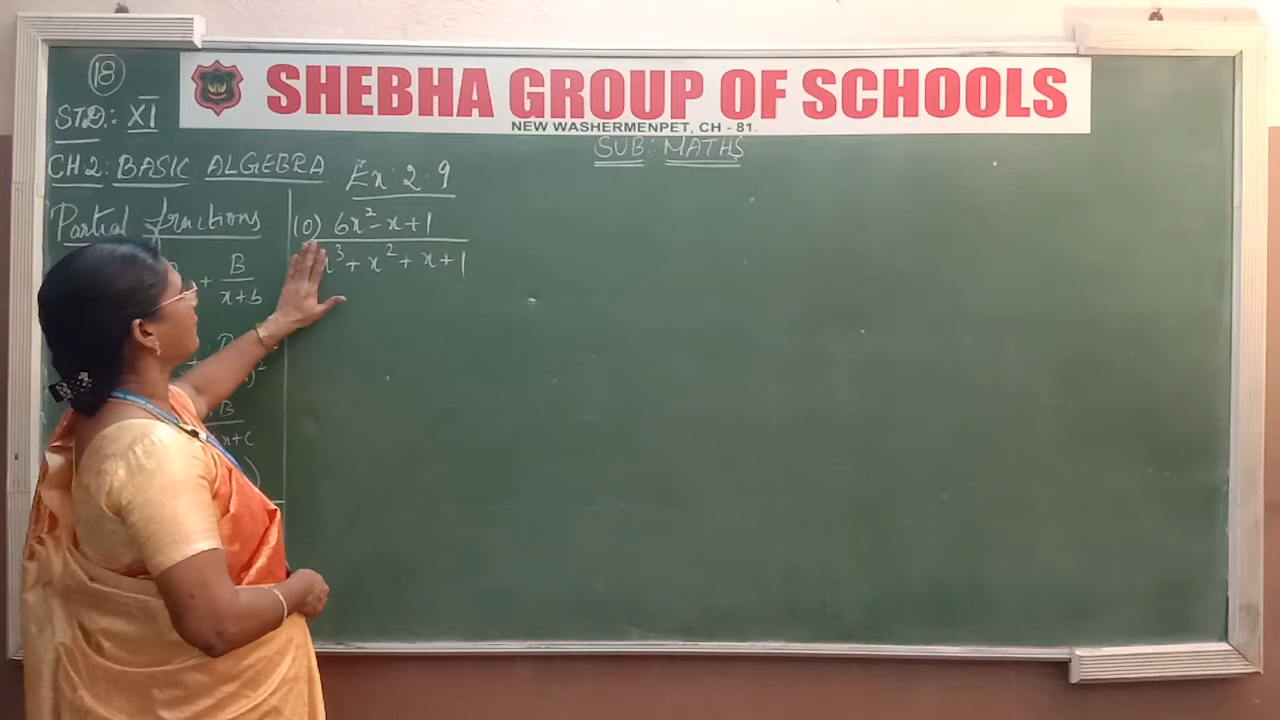 18
SHEBHA GROUP OF SCHOOLS
NEW WASHERMENPET, CH - 81.
STD.: XI
SUB: MATHS
CH 2: BASIC ALGEBRA
Ex: 2.9
Partial fractions
10) 6x² - x + 1
x³ + x² + x + 1
+ B
x+b
B
x+c